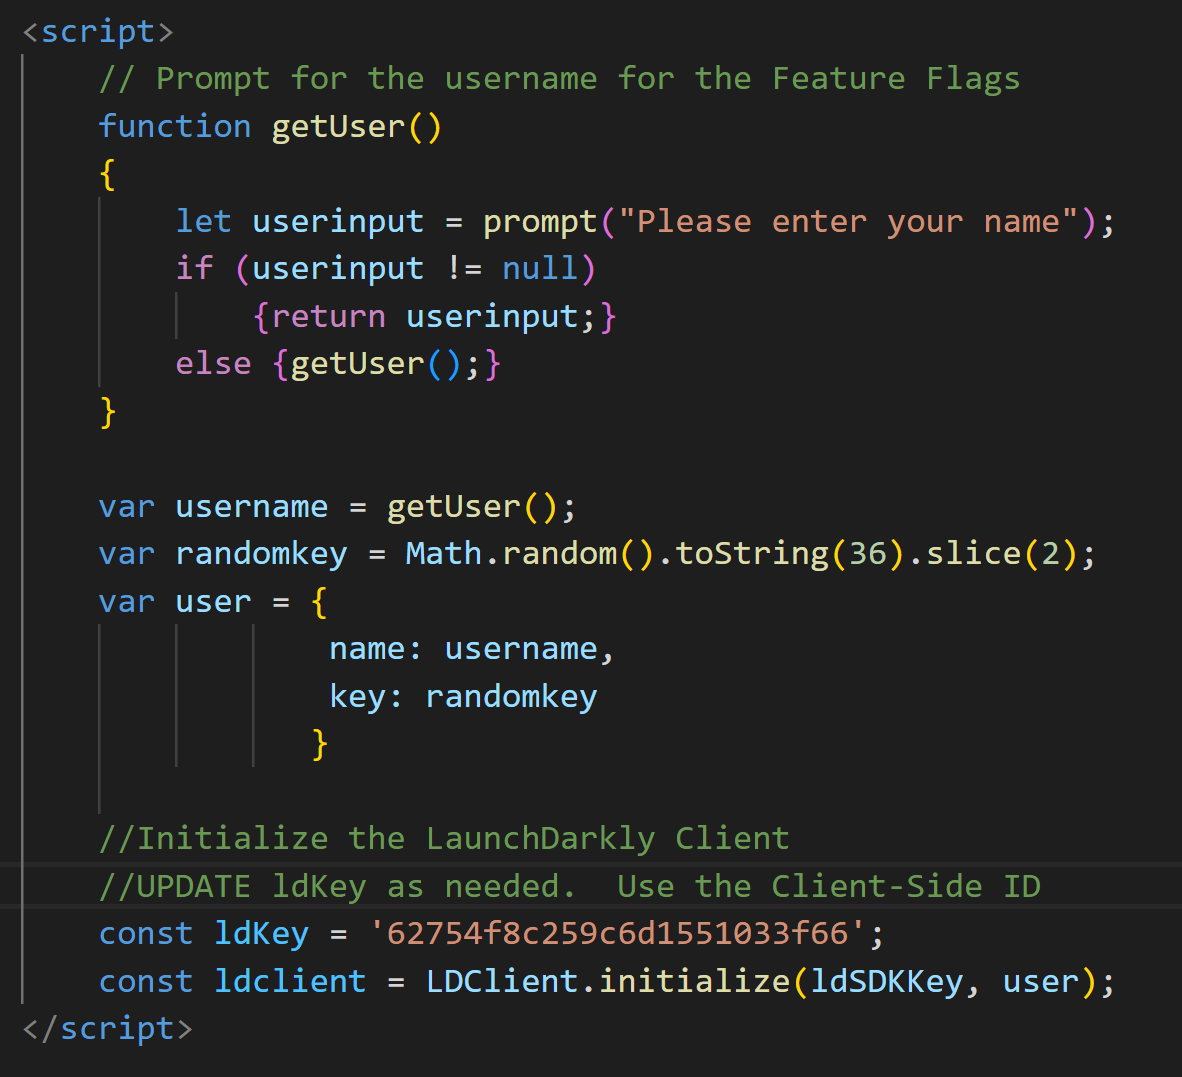 <script>
// Prompt for the username for the Feature Flags
function getUser()
{
let userinput = prompt("Please enter your name");
if (userinput != null)
{return userinput;}
else {getUser();}
}
var username = getUser();
var randomkey = Math.random().toString(36).slice(2);
var user = {
name: username,
key: randomkey
}
//Initialize the LaunchDarkly Client
//UPDATE ldKey as needed.  Use the Client-Side ID
const ldKey = '62754f8c259c6d1551033f66';
const ldclient = LDClient.initialize(ldSDKKey, user);
</script>